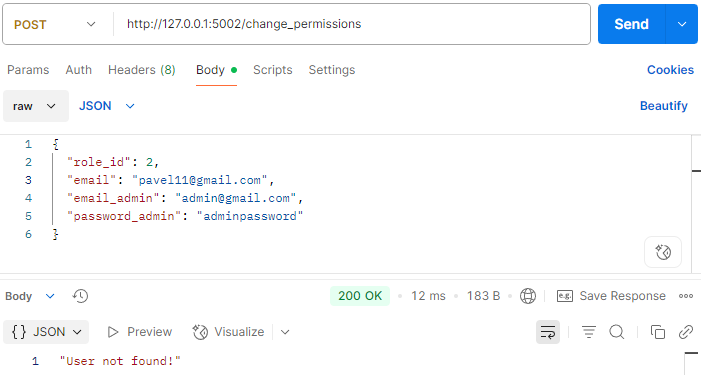 POST http://127.0.0.1:5002/change_permissions Send
Params Auth Headers (8) Body Scripts Settings Cookies
raw JSON Beautify
1 {
2 "role_id": 2,
3 "email": "pavel11@gmail.com",
4 "email_admin": "admin@gmail.com",
5 "password_admin": "adminpassword"
6 }
Body 200 OK • 12 ms • 183 B • e.g. Save Response
{} JSON Preview Visualize
1 "User not found!"